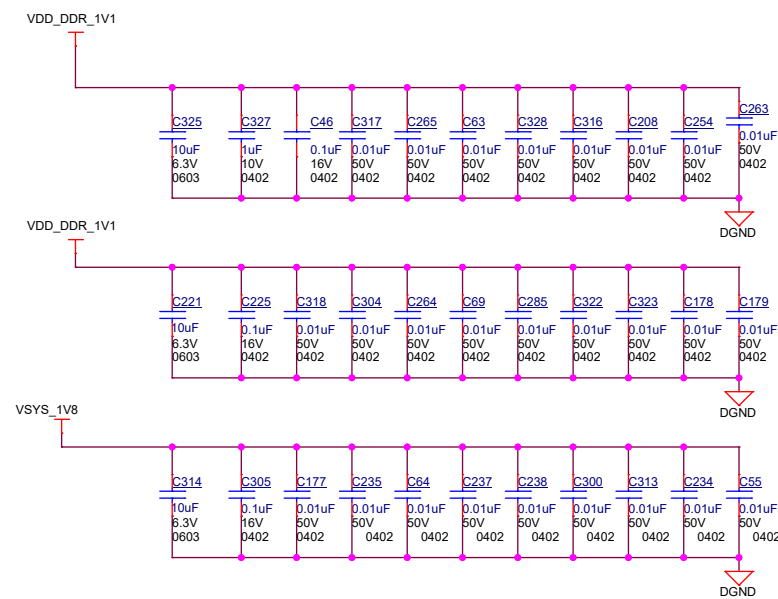 VDD_DDR_1V1
C325 C327 C46 C317 C265 C63 C328 C316 C208 C254 C263
10uF 1uF 0.1uF 0.01uF 0.01uF 0.01uF 0.01uF 0.01uF 0.01uF 0.01uF 0.01uF
6.3V 10V 16V 50V 50V 50V 50V 50V 50V 50V 50V
0603 0402 0402 0402 0402 0402 0402 0402 0402 0402 0402
DGND
VDD_DDR_1V1
C221 C225 C318 C304 C264 C69 C285 C322 C323 C178 C179
10uF 0.1uF 0.01uF 0.01uF 0.01uF 0.01uF 0.01uF 0.01uF 0.01uF 0.01uF 0.01uF
6.3V 16V 50V 50V 50V 50V 50V 50V 50V 50V 50V
0603 0402 0402 0402 0402 0402 0402 0402 0402 0402 0402
DGND
VSYS_1V8
C314 C305 C177 C235 C64 C237 C238 C300 C313 C234 C55
10uF 0.1uF 0.01uF 0.01uF 0.01uF 0.01uF 0.01uF 0.01uF 0.01uF 0.01uF 0.01uF
6.3V 16V 50V 50V 50V 50V 50V 50V 50V 50V 50V
0603 0402 0402 0402 0402 0402 0402 0402 0402 0402 0402
DGND